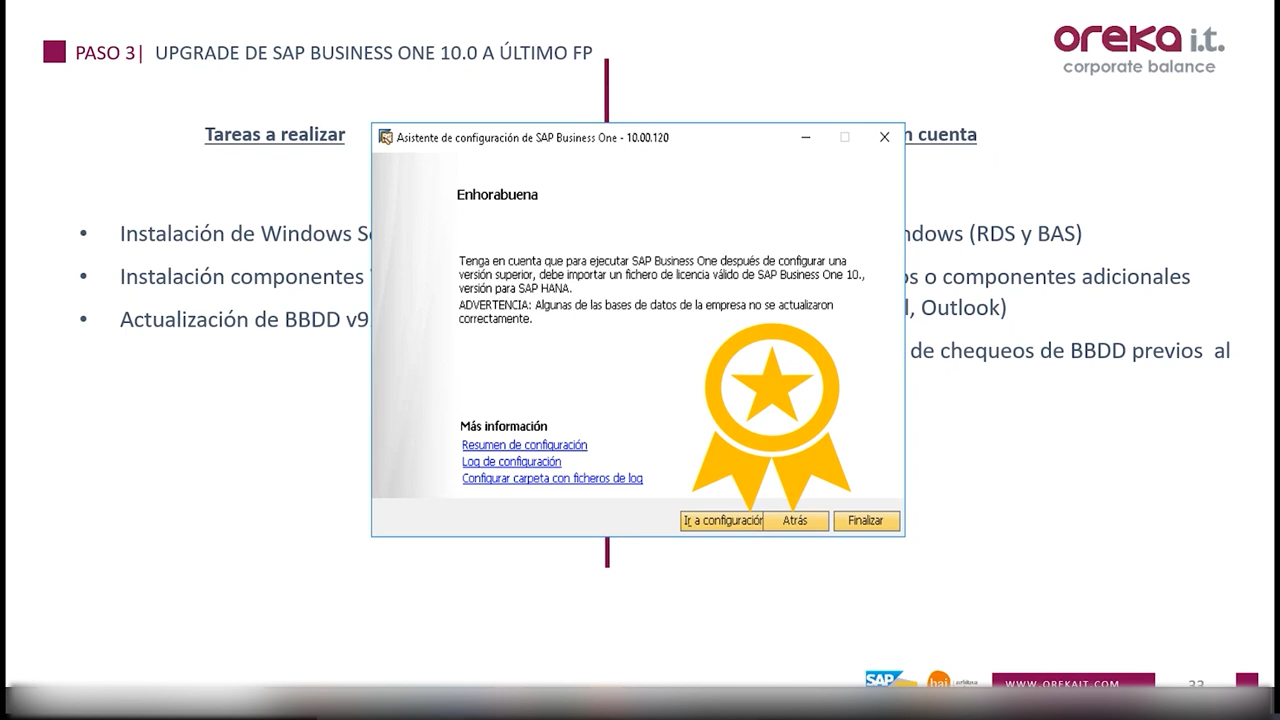 PASO 3| UPGRADE DE SAP BUSINESS ONE 10.0 A ÚLTIMO FP
oreka i.t.
corporate balance
Tareas a realizar
n cuenta
Asistente de configuración de SAP Business One - 10.00.120
Enhorabuena
Tenga en cuenta que para ejecutar SAP Business One después de configurar una
versión superior, debe importar un fichero de licencia válido de SAP Business One 10.,
versión para SAP HANA.
ADVERTENCIA: Algunas de las bases de datos de la empresa no se actualizaron
correctamente.
Más información
Resumen de configuración
Log de configuración
Configurar carpeta con ficheros de log
Ir a configuración
Atrás
Finalizar
• Instalación de Windows S
• Instalación componentes
• Actualización de BBDD v9
ndows (RDS y BAS)
os o componentes adicionales
l, Outlook)
de chequeos de BBDD previos al
SAP
bai
WWW.OREKAIT.COM
33